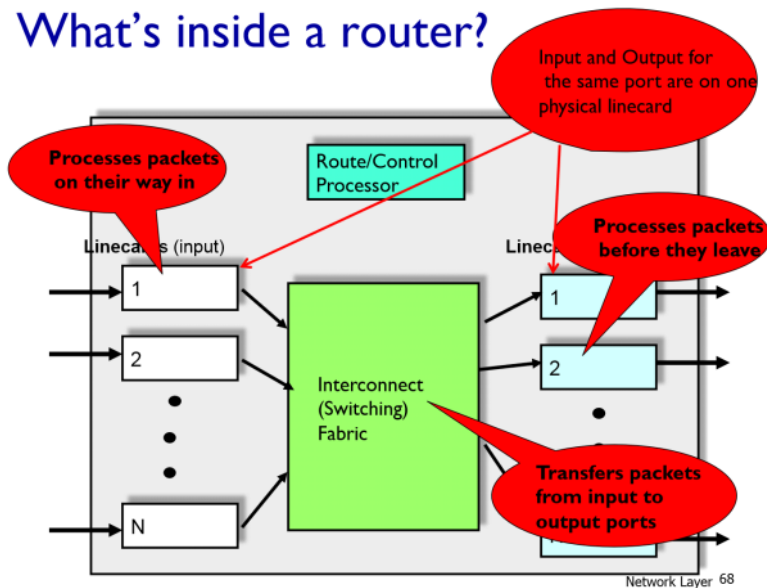 What's inside a router?
Input and Output for
the same port are on one
physical linecard
Processes packets
on their way in
Route/Control
Processor
Processes packets
before they leave
(input)
1
1
2
2
Interconnect
(Switching)
Fabric
Transfers packets
from input to
output ports
N
Network Layer 68